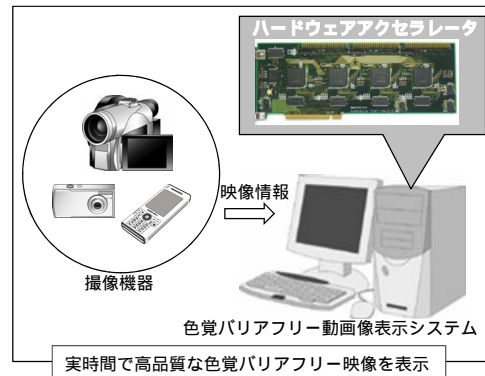 ハードウェアアクセラレータ
映像情報
撮像機器
色覚バリアフリー動画像表示システム
実時間で高品質な色覚バリアフリー映像を表示